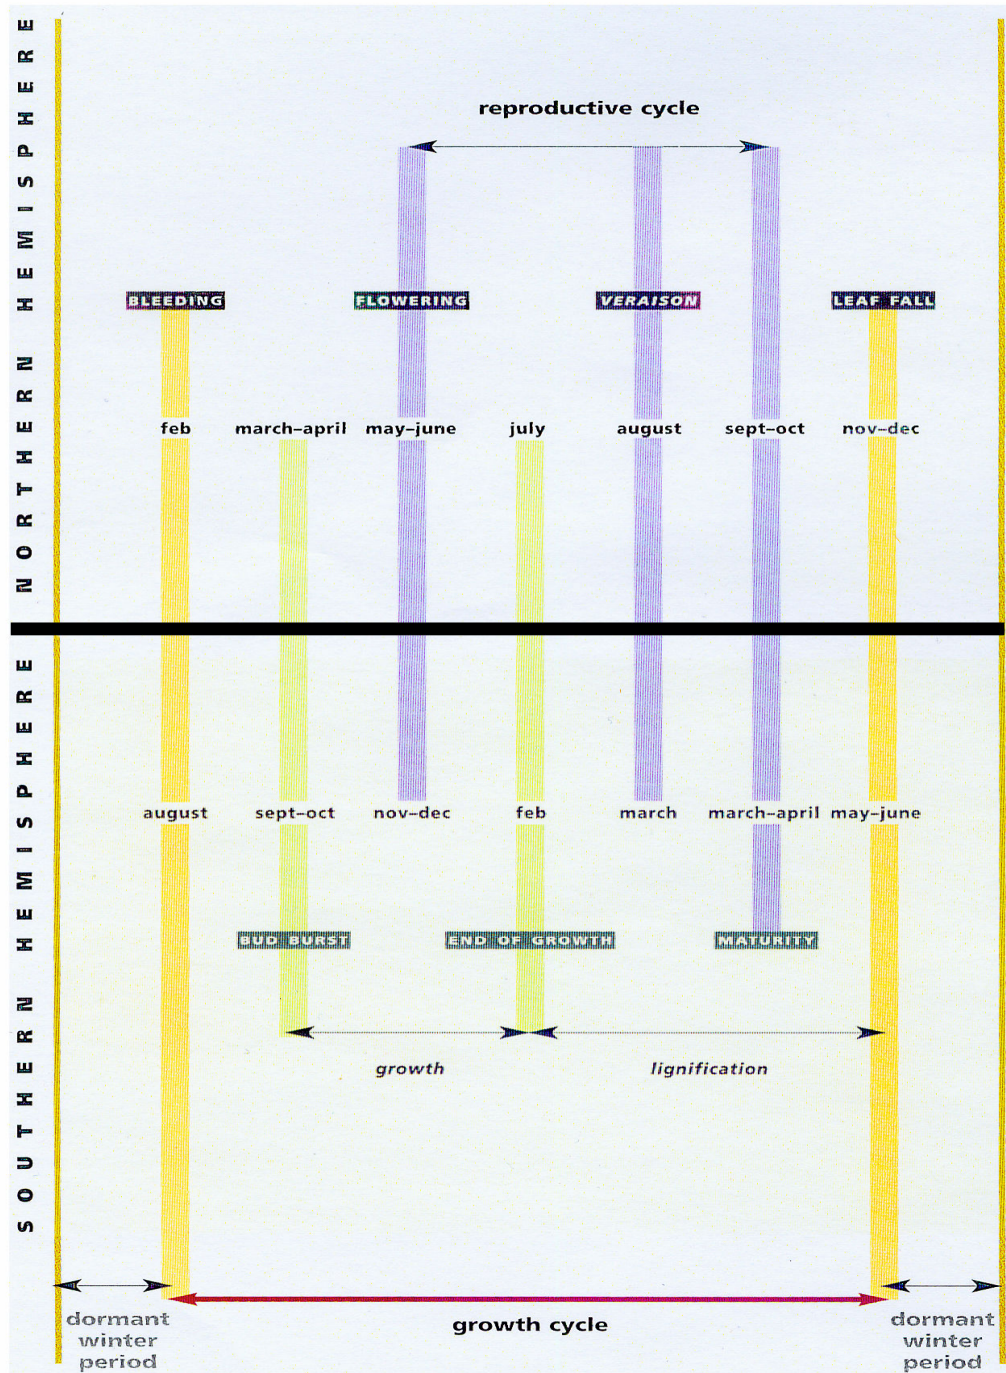 NORTHERN HEMISPHERE
reproductive cycle
BLEEDING FLOWERING VERAISON LEAF FALL
feb march–april may–june july august sept–oct nov–dec
SOUTHERN HEMISPHERE
august sept–oct nov–dec feb march march–april may–june
BUD BURST END OF GROWTH MATURITY
growth lignification
dormant winter period
growth cycle
dormant winter period